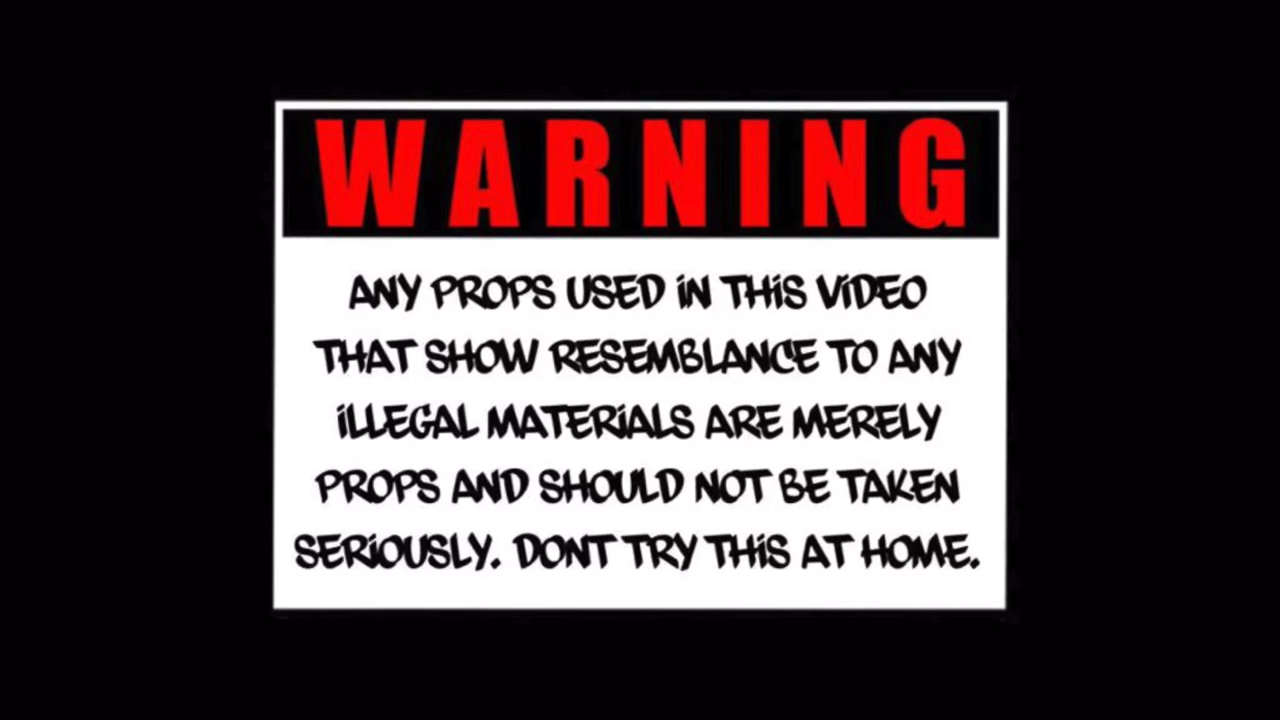 WARNING
ANY PROPS USED iN THiS ViDEO
THAT SHOW RESEMBLANCE TO ANY
iLLEGAL MATERiALS ARE MERELY
PROPS AND SHOULD NOT BE TAKEN
SERiOUSLY. DONT TRY THiS AT HOME.